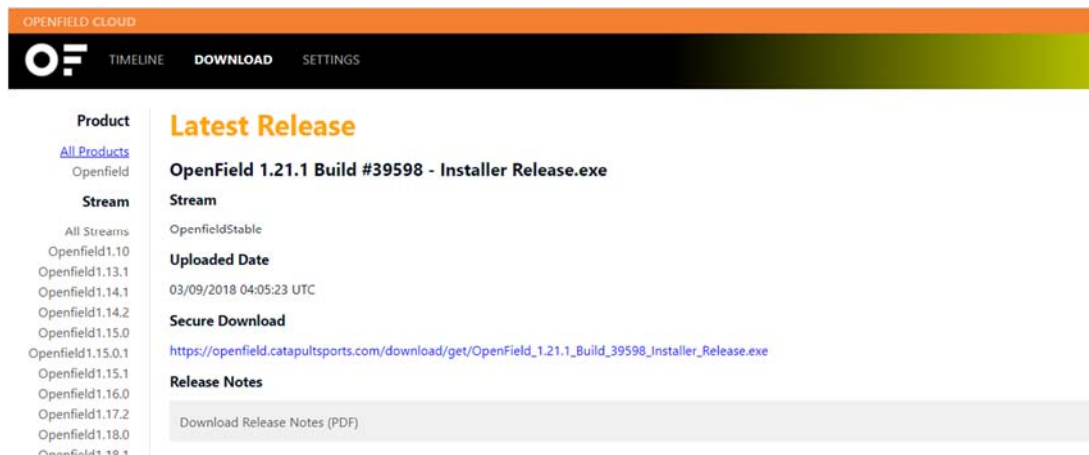 OPENFIELD CLOUD
OF TIMELINE DOWNLOAD SETTINGS
Product
All Products
Openfield
Stream
All Streams
Openfield1.10
Openfield1.13.1
Openfield1.14.1
Openfield1.14.2
Openfield1.15.0
Openfield1.15.0.1
Openfield1.15.1
Openfield1.16.0
Openfield1.17.2
Openfield1.18.0
Openfield1.18.1
Latest Release
OpenField 1.21.1 Build #39598 - Installer Release.exe
Stream
OpenfieldStable
Uploaded Date
03/09/2018 04:05:23 UTC
Secure Download
https://openfield.catapultsports.com/download/get/OpenField_1.21.1_Build_39598_Installer_Release.exe
Release Notes
Download Release Notes (PDF)